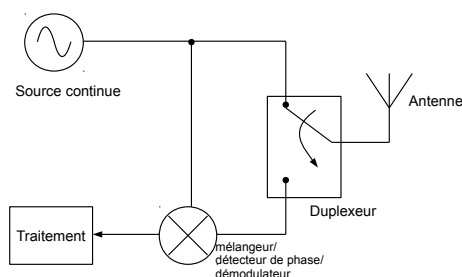 Source continue
Antenne
Duplexeur
Traitement
mélangeur/
détecteur de phase/
démodulateur